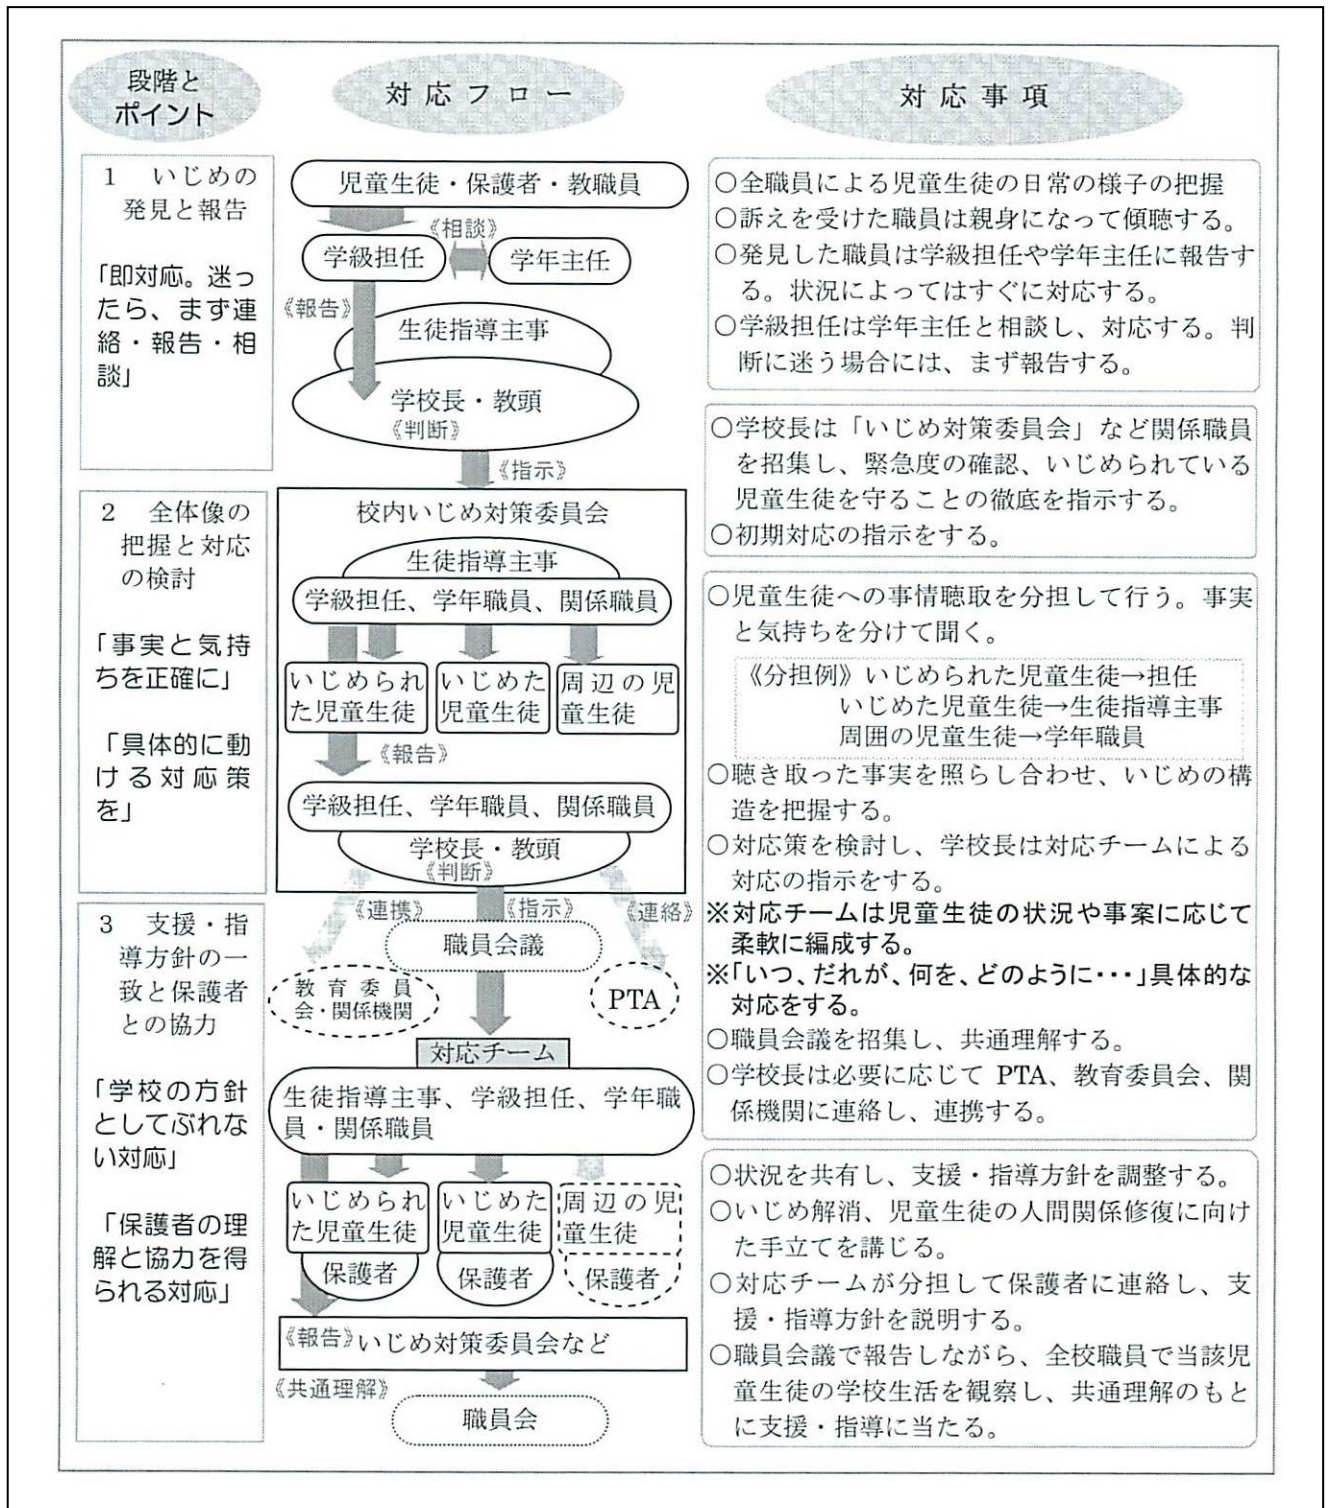 段階と
ポイント
対応フロー
対応事項
1 いじめの
発見と報告
「即対応。迷っ
たら、まず連
絡・報告・相
談」
児童生徒・保護者・教職員
《相談》
学級担任
学年主任
《報告》
生徒指導主事
学校長・教頭
《判断》
《指示》
○全職員による児童生徒の日常の様子の把握
○訴えを受けた職員は親身になって傾聴する。
○発見した職員は学級担任や学年主任に報告す
る。状況によってはすぐに対応する。
○学級担任は学年主任と相談し、対応する。判
断に迷う場合には、まず報告する。
○学校長は「いじめ対策委員会」など関係職員
を招集し、緊急度の確認、いじめられている
児童生徒を守ることの徹底を指示する。
○初期対応の指示をする。
2 全体像の
把握と対応
の検討
「事実と気持
ちを正確に」
「具体的に動
ける対応策
を」
校内いじめ対策委員会
生徒指導主事
学級担任、学年職員、関係職員
いじめられ
た児童生徒
いじめた
児童生徒
周辺の児
童生徒
《報告》
学級担任、学年職員、関係職員
学校長・教頭
《判断》
○児童生徒への事情聴取を分担して行う。事実
と気持ちを分けて聞く。
《分担例》いじめられた児童生徒→担任
いじめた児童生徒→生徒指導主事
周囲の児童生徒→学年職員
○聴き取った事実を照らし合わせ、いじめの構
造を把握する。
○対応策を検討し、学校長は対応チームによる
対応の指示をする。
※対応チームは児童生徒の状況や事案に応じて
柔軟に編成する。
※「いつ、だれが、何を、どのように・・・」具体的な
対応をする。
○職員会議を招集し、共通理解する。
○学校長は必要に応じて PTA、教育委員会、関
係機関に連絡し、連携する。
3 支援・指
導方針の一
致と保護者
との協力
「学校の方針
としてぶれな
い対応」
「保護者の理
解と協力を得
られる対応」
《連携》
《指示》
《連絡》
職員会議
教育委員
会・関係機関
PTA
対応チーム
生徒指導主事、学級担任、学年職
員・関係職員
いじめられ
た児童生徒
いじめた
児童生徒
周辺の児
童生徒
保護者
保護者
保護者
《報告》いじめ対策委員会など
《共通理解》
職員会
○状況を共有し、支援・指導方針を調整する。
○いじめ解消、児童生徒の人間関係修復に向け
た手立てを講じる。
○対応チームが分担して保護者に連絡し、支
援・指導方針を説明する。
○職員会議で報告しながら、全校職員で当該児
童生徒の学校生活を観察し、共通理解のもと
に支援・指導に当たる。